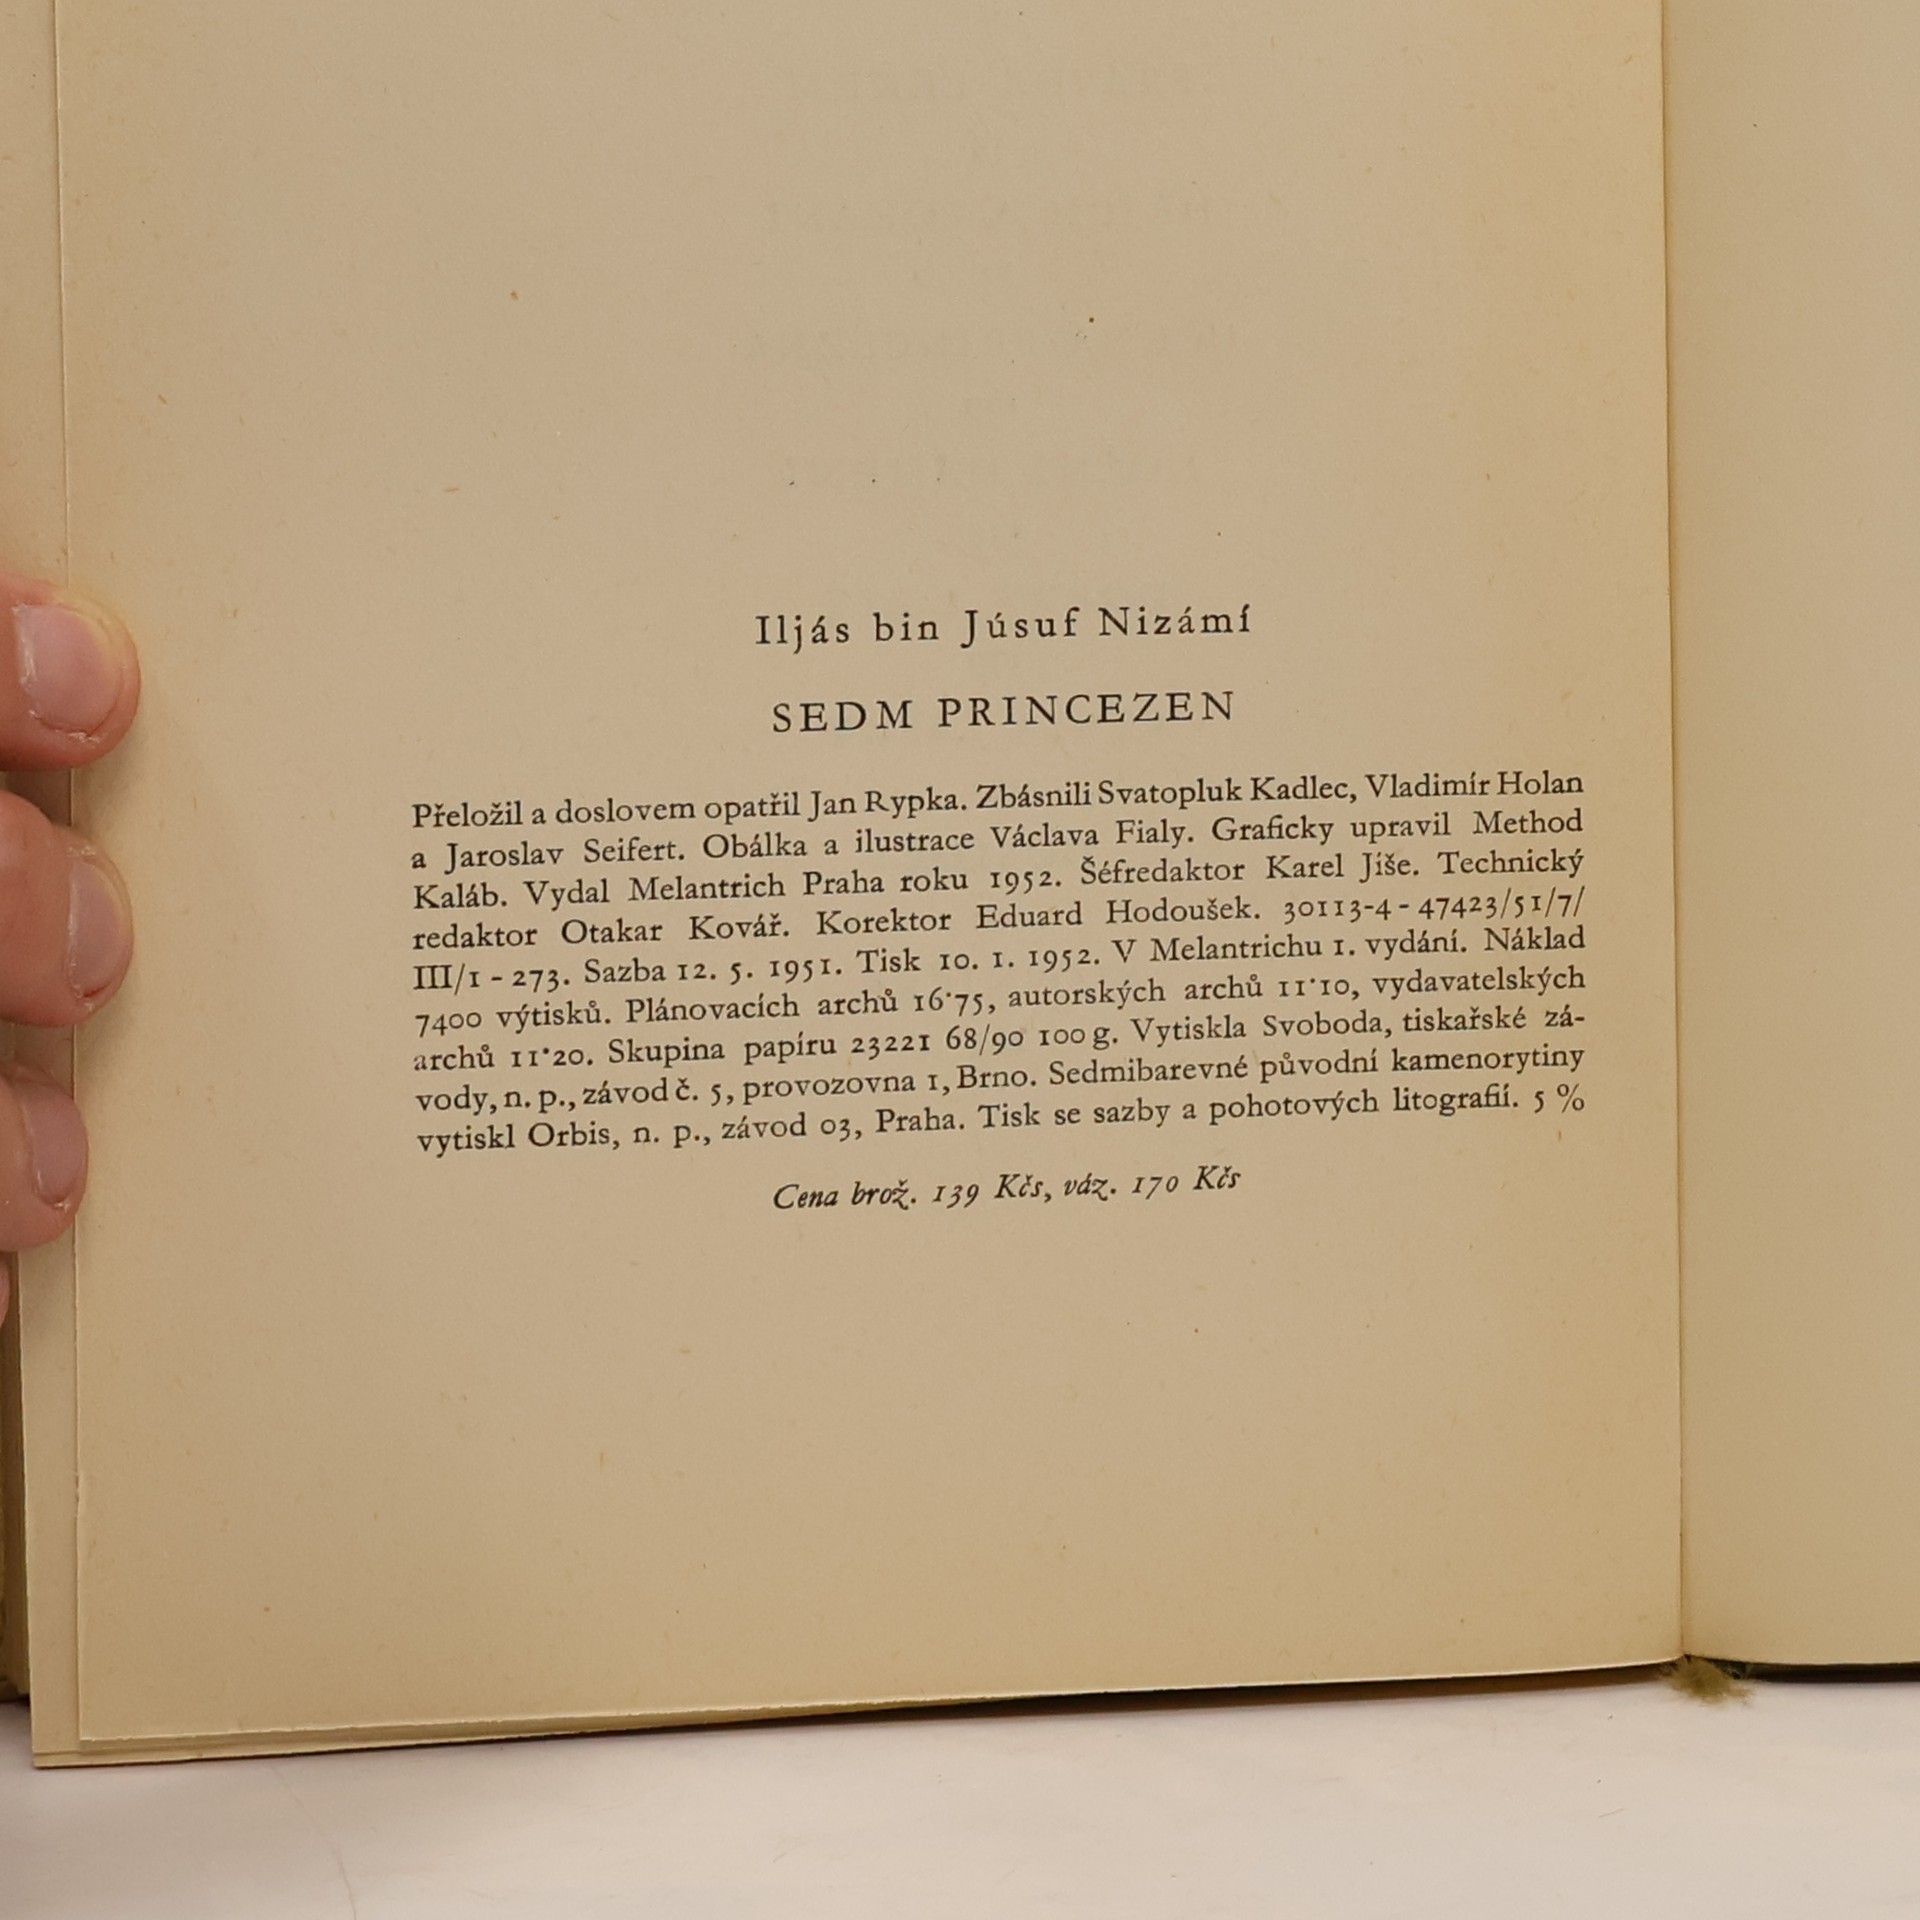 Iljás bin Júsuf Nizámí
SEDM PRINCEZEN
Přeložil a doslovem opatřil Jan Rypka. Zbásnili Svatopluk Kadlec, Vladimír Holan
a Jaroslav Seifert. Obálka a ilustrace Václava Fialy. Graficky upravil Method
Kaláb. Vydal Melantrich Praha roku 1952. Šéfredaktor Karel Jíše. Technický
redaktor Otakar Kovář. Korektor Eduard Hodoušek. 30113-4 - 47423/51/7/
III/1 - 273. Sazba 12. 5. 1951. Tisk 10. 1. 1952. V Melantrichu 1. vydání. Náklad
7400 výtisků. Plánovacích archů 16·75, autorských archů 11·10, vydavatelských
archů 11·20. Skupina papíru 23221 68/90 100 g. Vytiskla Svoboda, tiskařské zá-
vody, n. p., závod č. 5, provozovna 1, Brno. Sedmibarevné původní kamenorytiny
vytiskl Orbis, n. p., závod 03, Praha. Tisk se sazby a pohotových litografií. 5 %
Cena brož. 139 Kčs, váz. 170 Kčs